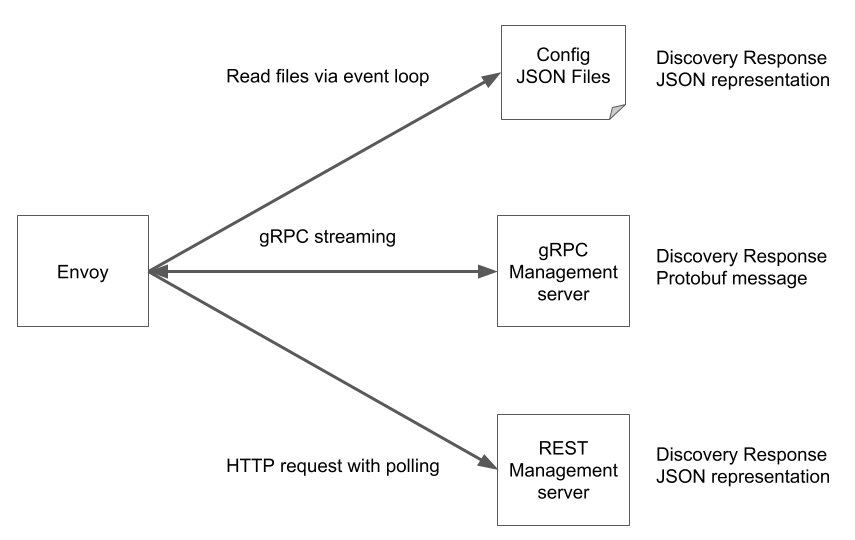 Config
JSON Files
Discovery Response
JSON representation
Read files via event loop
Envoy
gRPC streaming
gRPC
Management
server
Discovery Response
Protobuf message
HTTP request with polling
REST
Management
server
Discovery Response
JSON representation